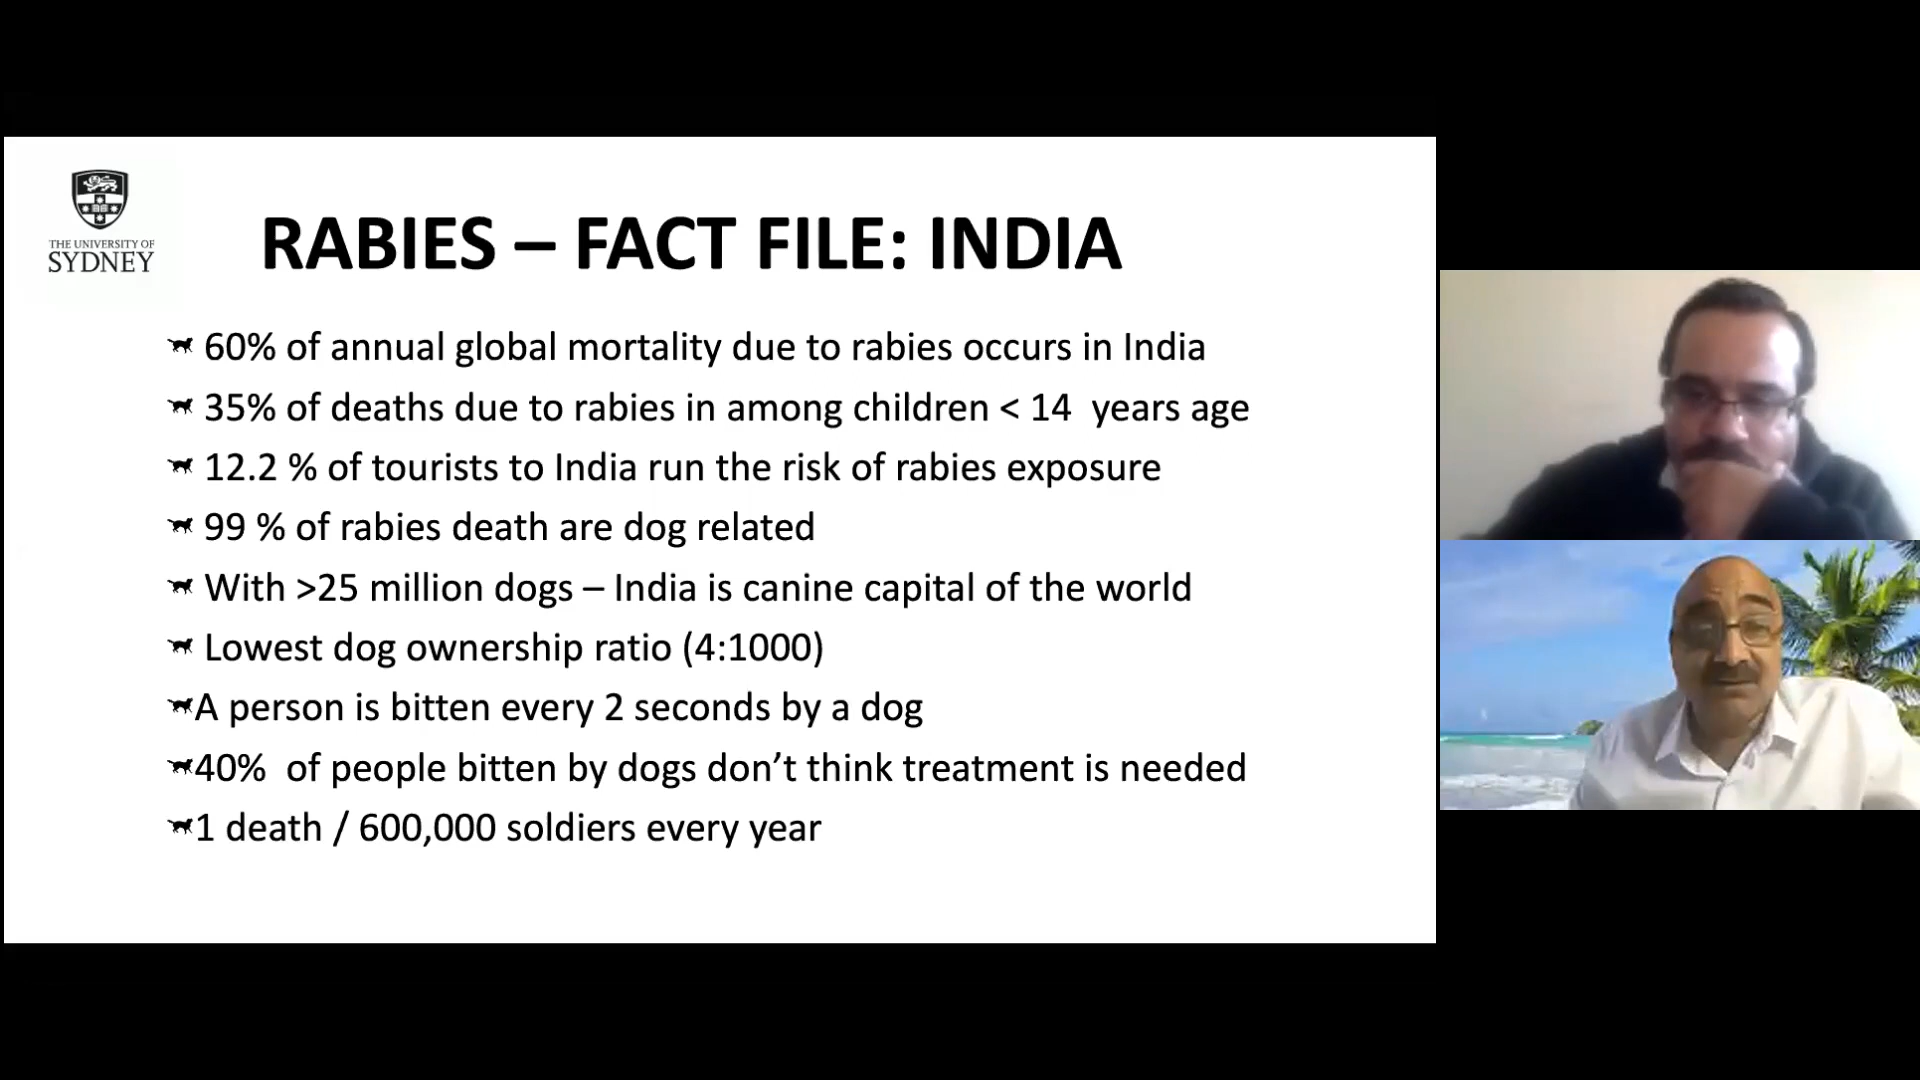 THE UNIVERSITY OF
SYDNEY
RABIES – FACT FILE: INDIA
60% of annual global mortality due to rabies occurs in India
35% of deaths due to rabies in among children < 14  years age
12.2 % of tourists to India run the risk of rabies exposure
99 % of rabies death are dog related
With >25 million dogs – India is canine capital of the world
Lowest dog ownership ratio (4:1000)
A person is bitten every 2 seconds by a dog
40%  of people bitten by dogs don’t think treatment is needed
1 death / 600,000 soldiers every year